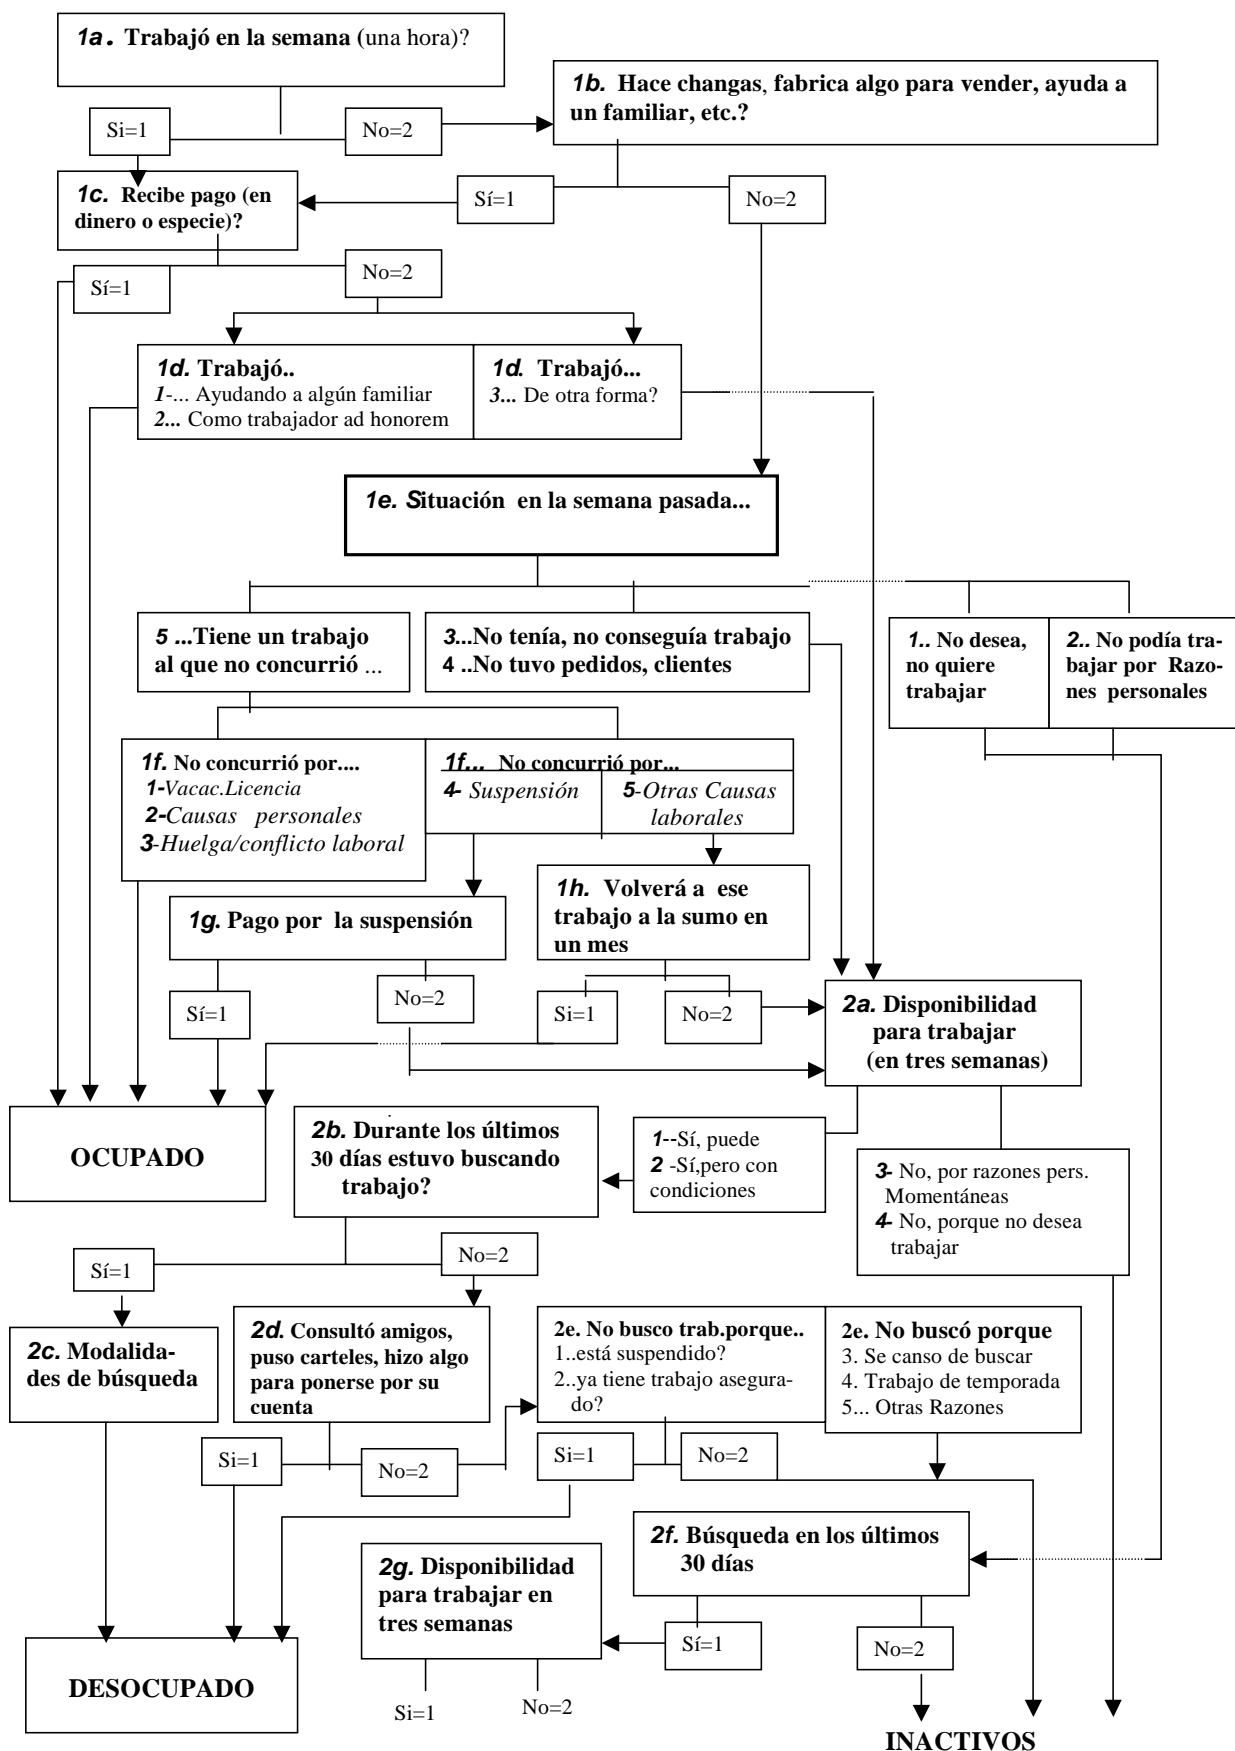 1a. Trabajó en la semana (una hora)?
1b. Hace changas, fabrica algo para vender, ayuda a
un familiar, etc.?
Si=1
No=2
1c. Recibe pago (en
dinero o especie)?
Sí=1
No=2
Sí=1
No=2
1d. Trabajó..
1-... Ayudando a algún familiar
2... Como trabajador ad honorem
1d. Trabajó...
3... De otra forma?
1e. Situación en la semana pasada...
5 ...Tiene un trabajo
al que no concurrió ...
3...No tenía, no conseguía trabajo
4 ..No tuvo pedidos, clientes
1.. No desea,
no quiere
trabajar
2.. No podía tra-
bajar por Razo-
nes personales
1f. No concurrió por....
1-Vacac.Licencia
2-Causas personales
3-Huelga/conflicto laboral
1f... No concurrió por...
4- Suspensión
5-Otras Causas
laborales
1g. Pago por la suspensión
1h. Volverá a ese
trabajo a la sumo en
un mes
Sí=1
No=2
Si=1
No=2
2a. Disponibilidad
para trabajar
(en tres semanas)
OCUPADO
2b. Durante los últimos
30 días estuvo buscando
trabajo?
1--Sí, puede
2 -Sí,pero con
condiciones
3- No, por razones pers.
Momentáneas
4- No, porque no desea
trabajar
Sí=1
No=2
2c. Modalida-
des de búsqueda
2d. Consultó amigos,
puso carteles, hizo algo
para ponerse por su
cuenta
2e. No busco trab.porque..
1..está suspendido?
2..ya tiene trabajo asegura-
do?
2e. No buscó porque
3. Se canso de buscar
4. Trabajo de temporada
5... Otras Razones
Si=1
No=2
Si=1
No=2
2f. Búsqueda en los últimos
30 días
2g. Disponibilidad
para trabajar en
tres semanas
Sí=1
No=2
DESOCUPADO
Si=1
No=2
INACTIVOS